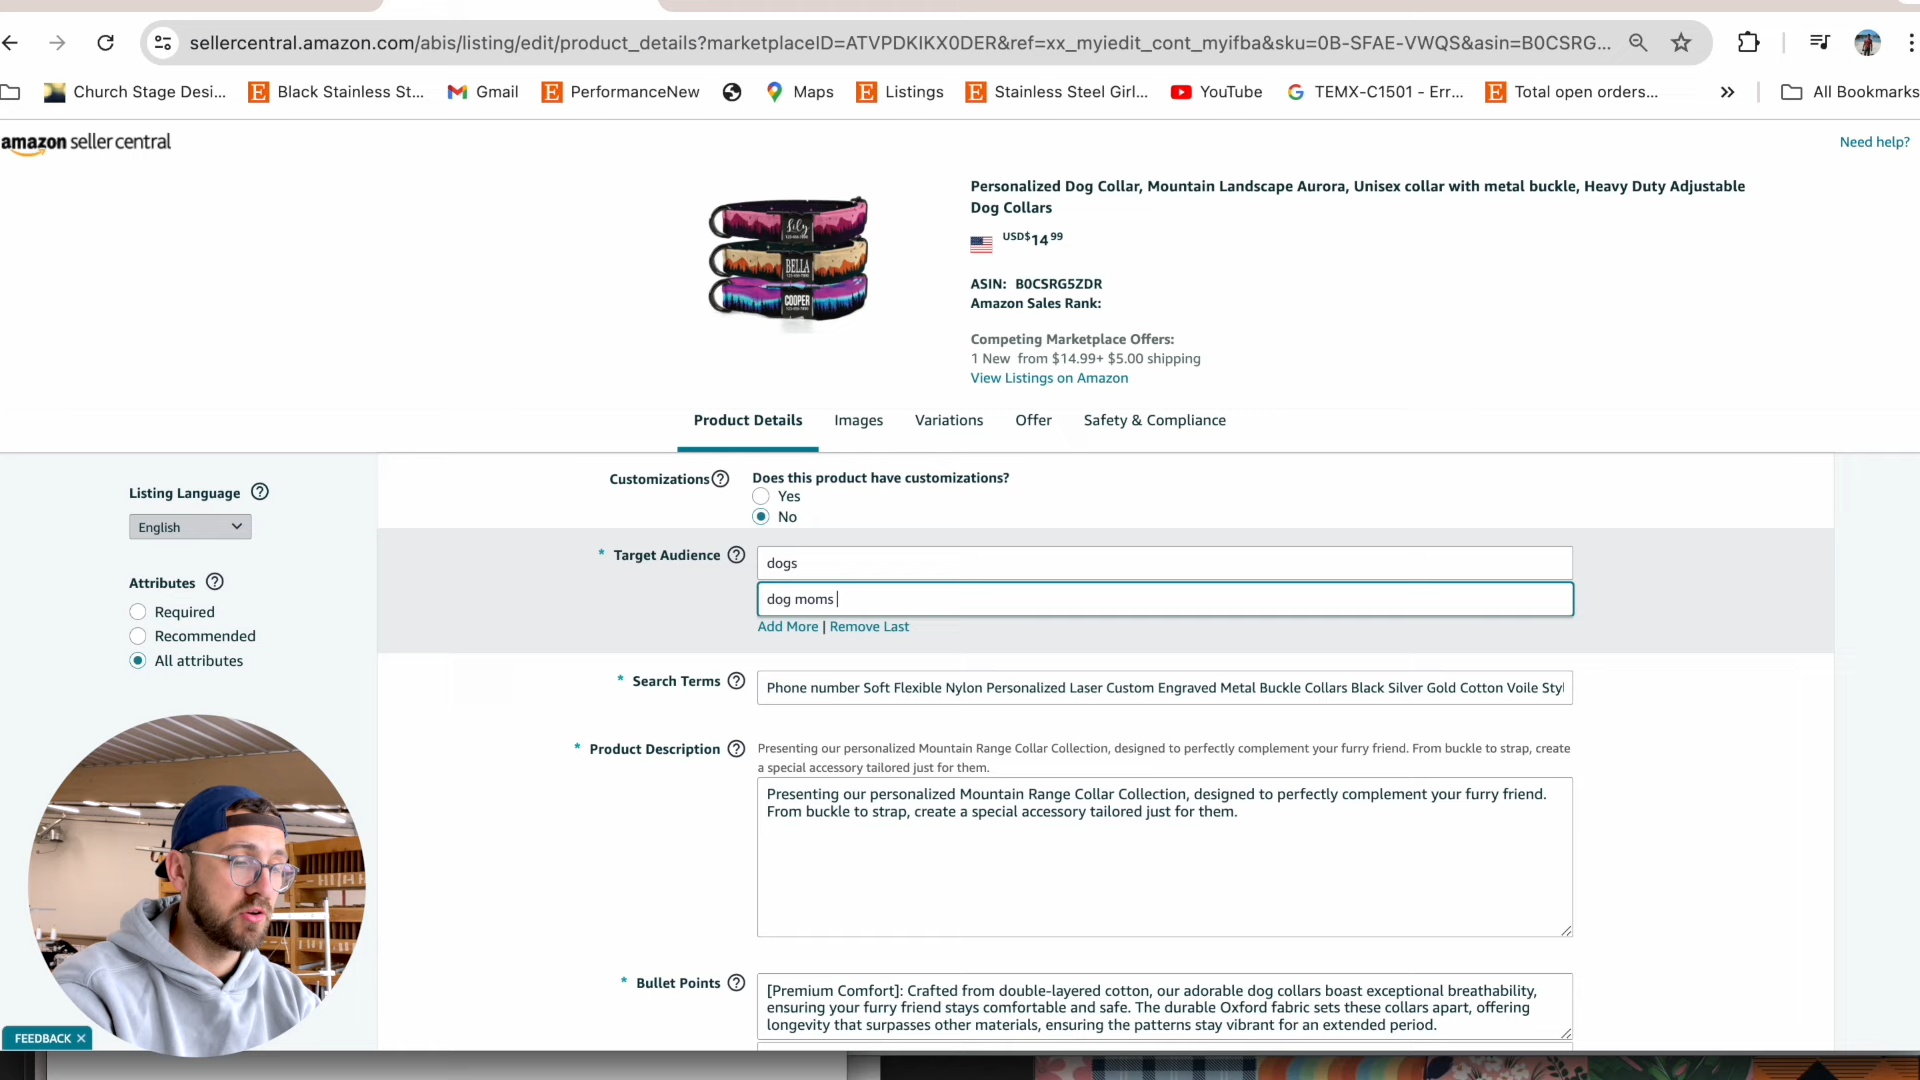 sellercentral.amazon.com/abis/listing/edit/product_details?marketplaceID=ATVPDKIKX0DER&ref=xx_myiedit_cont_myifba&sku=0B-SFAE-VWQS&asin=B0CSRG...
Church Stage Desi...
Black Stainless St...
Gmail
PerformanceNew
Maps
Listings
Stainless Steel Girl...
YouTube
TEMX-C1501 - Err...
Total open orders...
All Bookmarks
amazon seller central
Need help?
Personalized Dog Collar, Mountain Landscape Aurora, Unisex collar with metal buckle, Heavy Duty Adjustable
Dog Collars
USD$14 99
ASIN: B0CSRG5ZDR
Amazon Sales Rank:
Competing Marketplace Offers:
1 New from $14.99+ $5.00 shipping
View Listings on Amazon
Lily
BELLA
COOPER
Product Details
Images
Variations
Offer
Safety & Compliance
Listing Language
English
Attributes
Required
Recommended
All attributes
Customizations
Does this product have customizations?
Yes
No
* Target Audience
dogs
dog moms
Add More | Remove Last
* Search Terms
Phone number Soft Flexible Nylon Personalized Laser Custom Engraved Metal Buckle Collars Black Silver Gold Cotton Voile Styl
* Product Description
Presenting our personalized Mountain Range Collar Collection, designed to perfectly complement your furry friend. From buckle to strap, create
a special accessory tailored just for them.
Presenting our personalized Mountain Range Collar Collection, designed to perfectly complement your furry friend.
From buckle to strap, create a special accessory tailored just for them.
* Bullet Points
[Premium Comfort]: Crafted from double-layered cotton, our adorable dog collars boast exceptional breathability,
ensuring your furry friend stays comfortable and safe. The durable Oxford fabric sets these collars apart, offering
longevity that surpasses other materials, ensuring the patterns stay vibrant for an extended period.
FEEDBACK